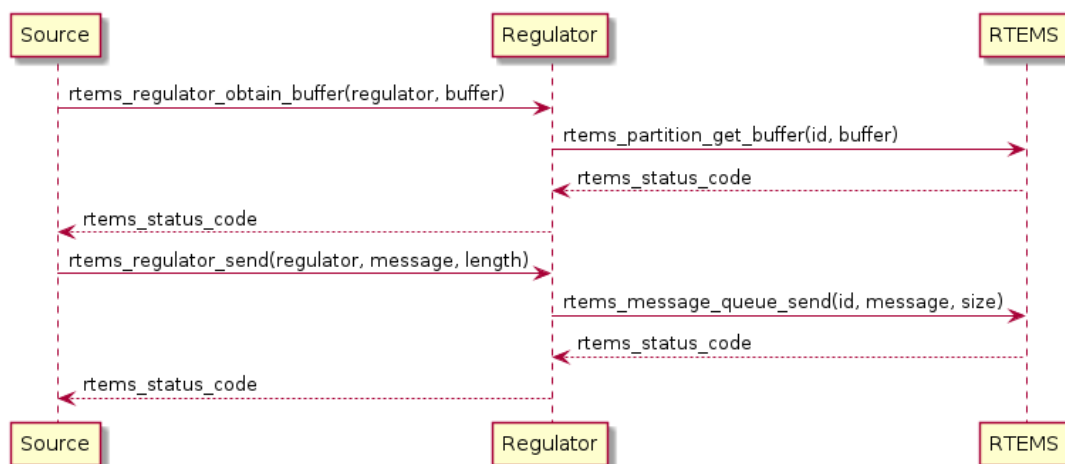 Source
Regulator
RTEMS
rtems_regulator_obtain_buffer(regulator, buffer)
rtems_partition_get_buffer(id, buffer)
rtems_status_code
rtems_status_code
rtems_regulator_send(regulator, message, length)
rtems_message_queue_send(id, message, size)
rtems_status_code
rtems_status_code
Source
Regulator
RTEMS